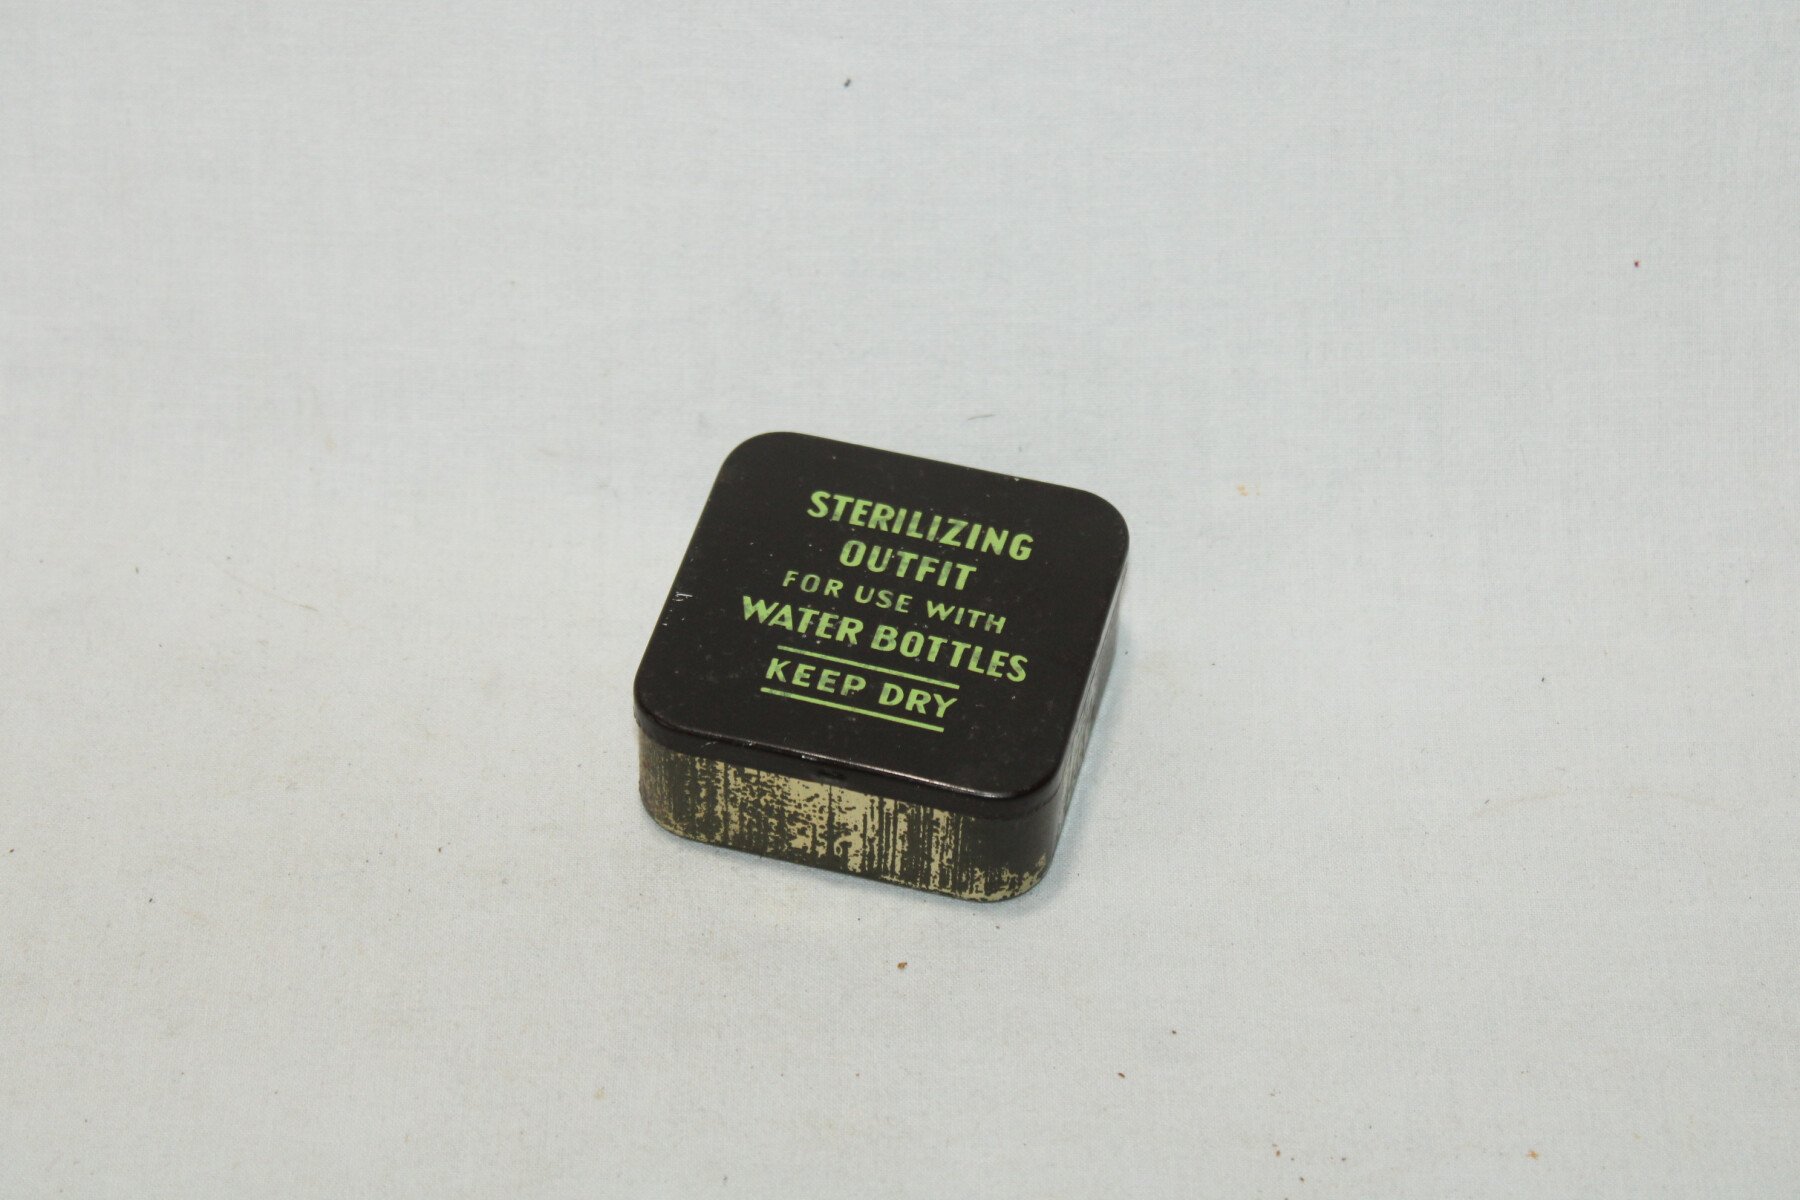 STERILIZING
OUTFIT
FOR USE WITH
WATER BOTTLES
KEEP DRY